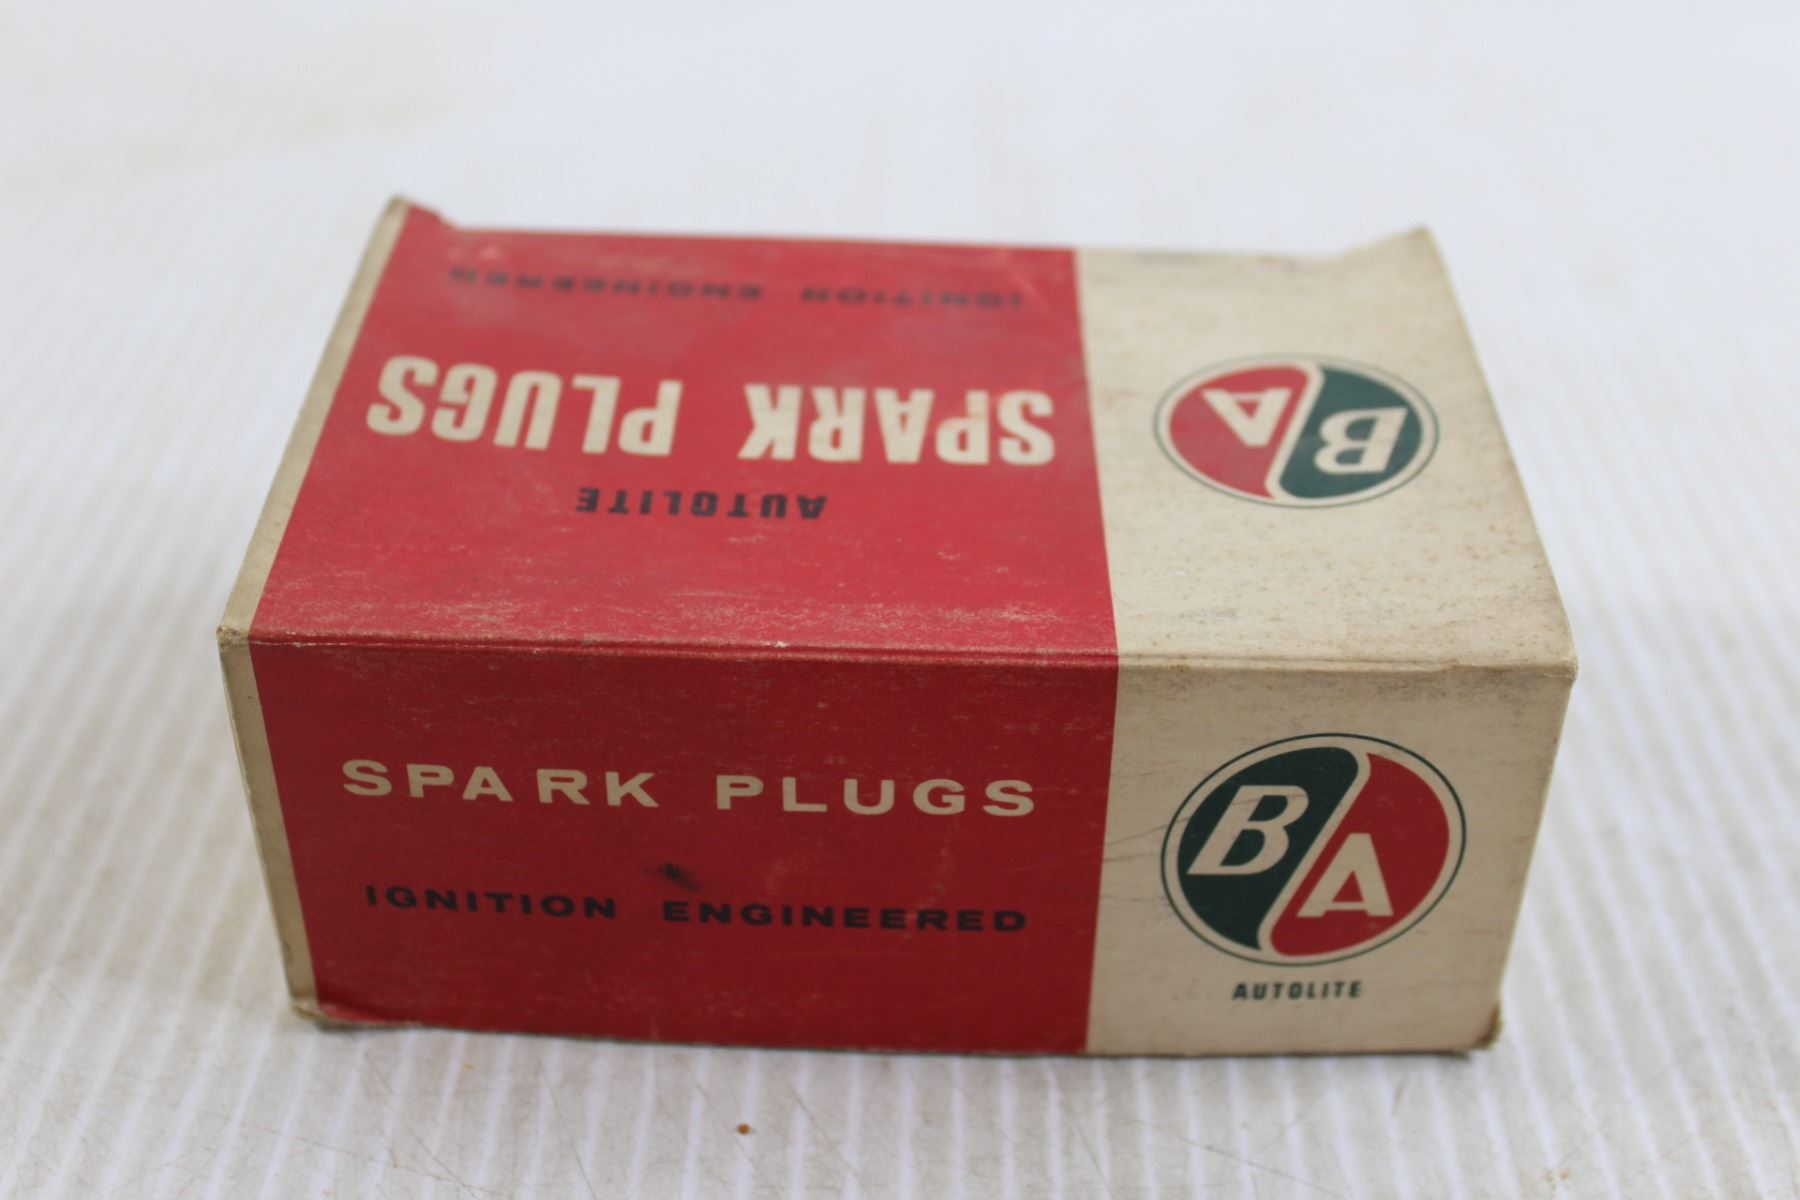 AUTOLITE
SPARK PLUGS
IGNITION ENGINEERED
BA
SPARK PLUGS
IGNITION ENGINEERED
BA
AUTOLITE